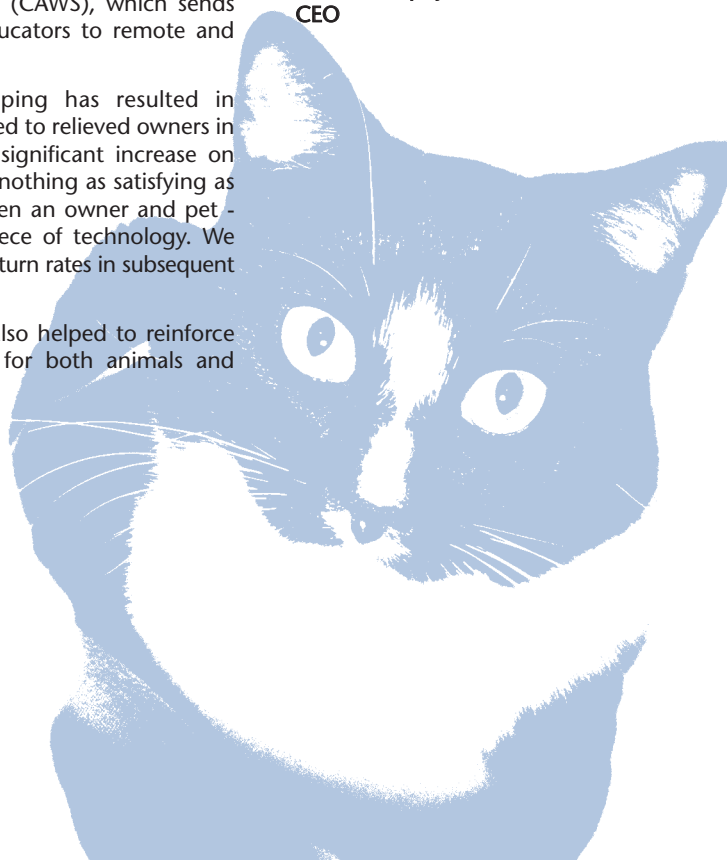 (CAWS), which sends
ucators to remote and
ping has resulted in
ed to relieved owners in
significant increase on
nothing as satisfying as
en an owner and pet -
ece of technology. We
turn rates in subsequent
lso helped to reinforce
for both animals and
CEO